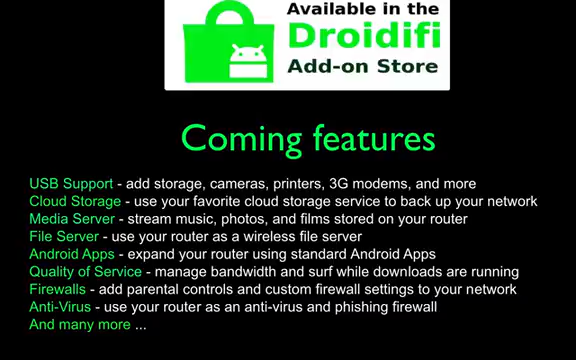 Available in the
Droidifi
Add-on Store
Coming features
USB Support - add storage, cameras, printers, 3G modems, and more
Cloud Storage - use your favorite cloud storage service to back up your network
Media Server - stream music, photos, and films stored on your router
File Server - use your router as a wireless file server
Android Apps - expand your router using standard Android Apps
Quality of Service - manage bandwidth and surf while downloads are running
Firewalls - add parental controls and custom firewall settings to your network
Anti-Virus - use your router as an anti-virus and phishing firewall
And many more ...